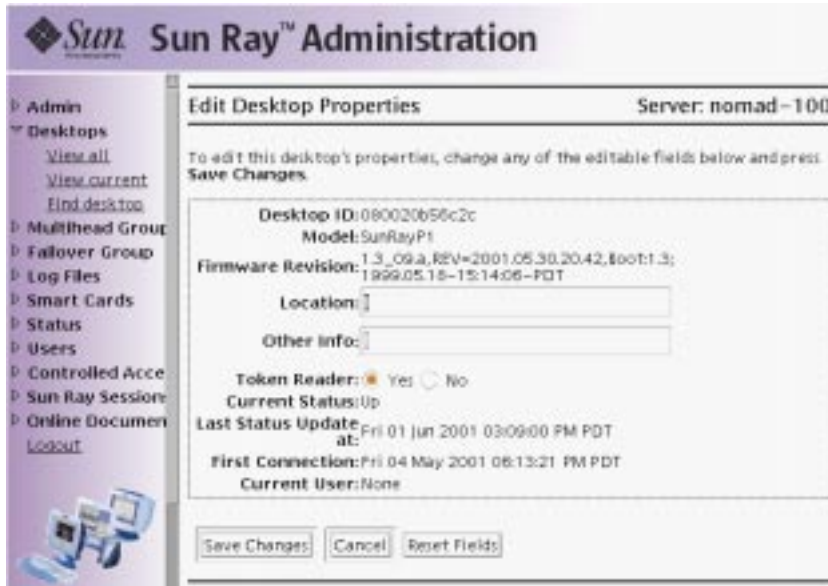 Sun Sun Ray™ Administration
Admin
Desktops
View all
View current
Find desktop
Multihead Group
Failover Group
Log Files
Smart Cards
Status
Users
Controlled Acce
Sun Ray Session
Online Documen
Logout
Edit Desktop Properties Server: nomad-100
To edit this desktop's properties, change any of the editable fields below and press
Save Changes.
Desktop ID: 080020b56c2c
Model: SunRayP1
Firmware Revision: 1.3_09.a,REV=2001.05.30.20.42,Boot:1.3;
1999.05.18-15:14:06-PDT
Location:
Other Info:
Token Reader: Yes No
Current Status: Up
Last Status Update at: Fri 01 Jun 2001 03:09:00 PM PDT
First Connection: Fri 04 May 2001 06:13:21 PM PDT
Current User: None
Save Changes Cancel Reset Fields